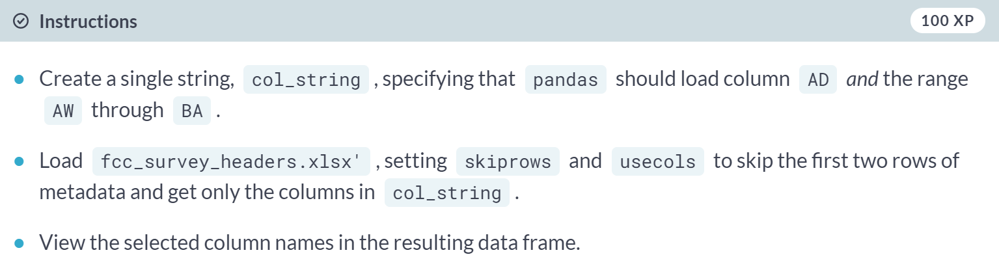 Instructions
100 XP
Create a single string, col_string , specifying that pandas should load column AD and the range
AW through BA .
Load fcc_survey_headers.xlsx' , setting skiprows and usecols to skip the first two rows of
metadata and get only the columns in col_string .
View the selected column names in the resulting data frame.